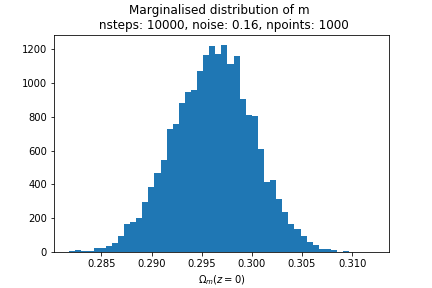 Marginalised distribution of m
nsteps: 10000, noise: 0.16, npoints: 1000
1200
1000
800
600
400
200
0
0.285 0.290 0.295 0.300 0.305 0.310
Ωm(z = 0)